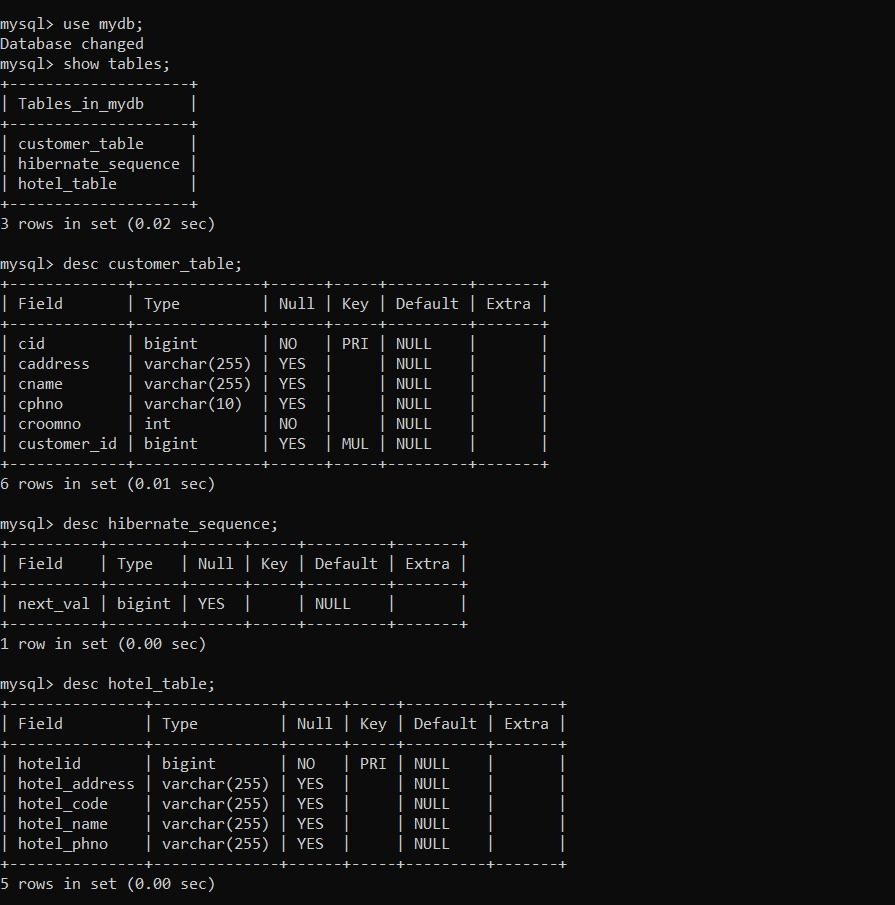 mysql> use mydb;
Database changed
mysql> show tables;
+--------------------+
| Tables_in_mydb     |
+--------------------+
| customer_table     |
| hibernate_sequence |
| hotel_table        |
+--------------------+
3 rows in set (0.02 sec)

mysql> desc customer_table;
+-------------+--------------+------+-----+---------+-------+
| Field       | Type         | Null | Key | Default | Extra |
+-------------+--------------+------+-----+---------+-------+
| cid         | bigint       | NO   | PRI | NULL    |       |
| caddress    | varchar(255) | YES  |     | NULL    |       |
| cname       | varchar(255) | YES  |     | NULL    |       |
| cphno       | varchar(10)  | YES  |     | NULL    |       |
| croomno     | int          | NO   |     | NULL    |       |
| customer_id | bigint       | YES  | MUL | NULL    |       |
+-------------+--------------+------+-----+---------+-------+
6 rows in set (0.01 sec)

mysql> desc hibernate_sequence;
+----------+--------+------+-----+---------+-------+
| Field    | Type   | Null | Key | Default | Extra |
+----------+--------+------+-----+---------+-------+
| next_val | bigint | YES  |     | NULL    |       |
+----------+--------+------+-----+---------+-------+
1 row in set (0.00 sec)

mysql> desc hotel_table;
+---------------+--------------+------+-----+---------+-------+
| Field         | Type         | Null | Key | Default | Extra |
+---------------+--------------+------+-----+---------+-------+
| hotelid       | bigint       | NO   | PRI | NULL    |       |
| hotel_address | varchar(255) | YES  |     | NULL    |       |
| hotel_code    | varchar(255) | YES  |     | NULL    |       |
| hotel_name    | varchar(255) | YES  |     | NULL    |       |
| hotel_phno    | varchar(255) | YES  |     | NULL    |       |
+---------------+--------------+------+-----+---------+-------+
5 rows in set (0.00 sec)